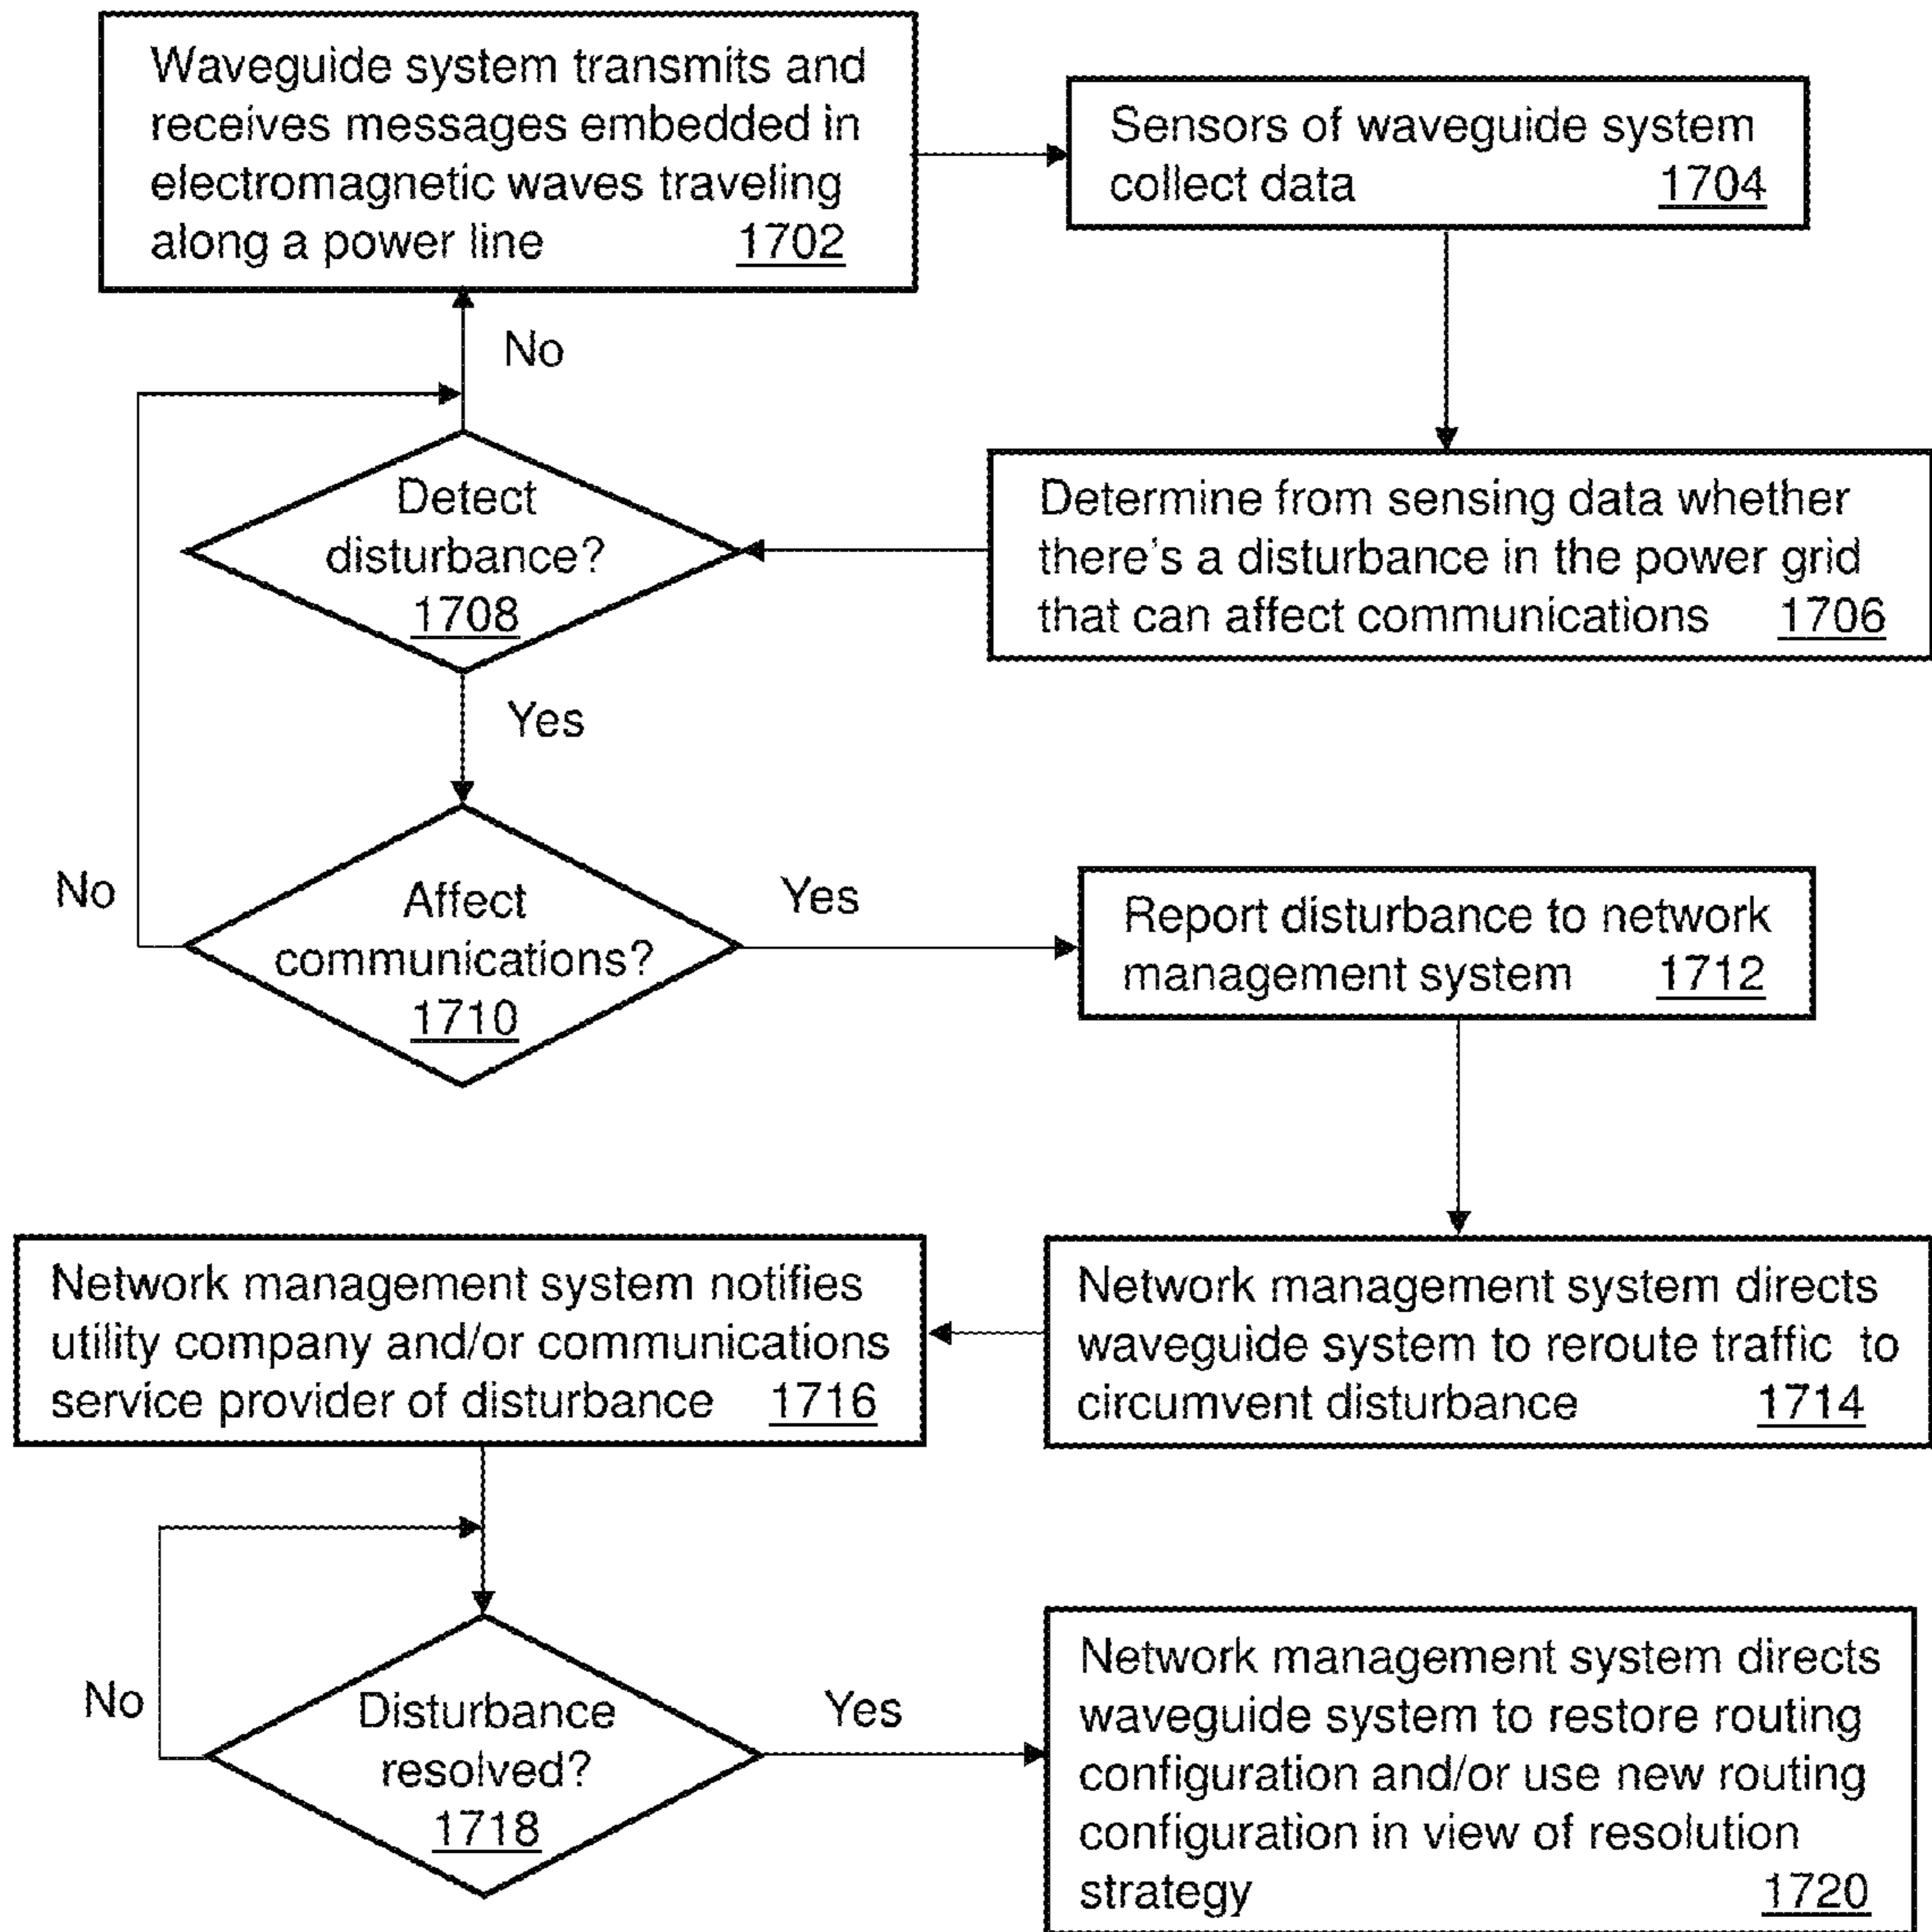 Waveguide system transmits and
receives messages embedded in
electromagnetic waves traveling
along a power line 1702
Sensors of waveguide system
collect data 1704
No
Detect
disturbance?
1708
Determine from sensing data whether
there's a disturbance in the power grid
that can affect communications 1706
Yes
No
Affect
communications?
1710
Yes
Report disturbance to network
management system 1712
Network management system notifies
utility company and/or communications
service provider of disturbance 1716
Network management system directs
waveguide system to reroute traffic to
circumvent disturbance 1714
No
Disturbance
resolved?
1718
Yes
Network management system directs
waveguide system to restore routing
configuration and/or use new routing
configuration in view of resolution
strategy 1720